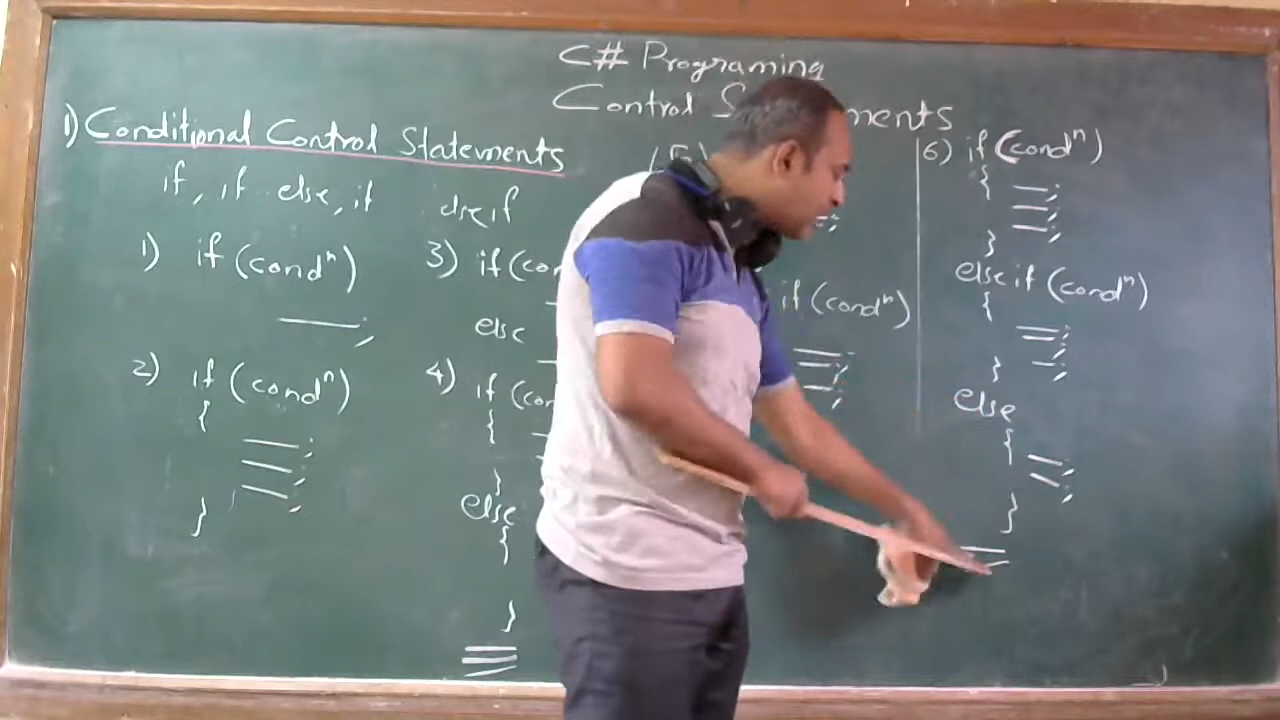 C# Programing
Control S ments
1) Conditional Control Statements
if, if else, if else if
1) if (condⁿ)
;
2) if (condⁿ)
{
;
;
;
}
3) if (con
else
4) if (con
{
}
else
{
}
if (condⁿ)
;
;
;
6) if (condⁿ)
{
;
;
;
}
else if (condⁿ)
{
;
;
;
}
else
{
;
;
}